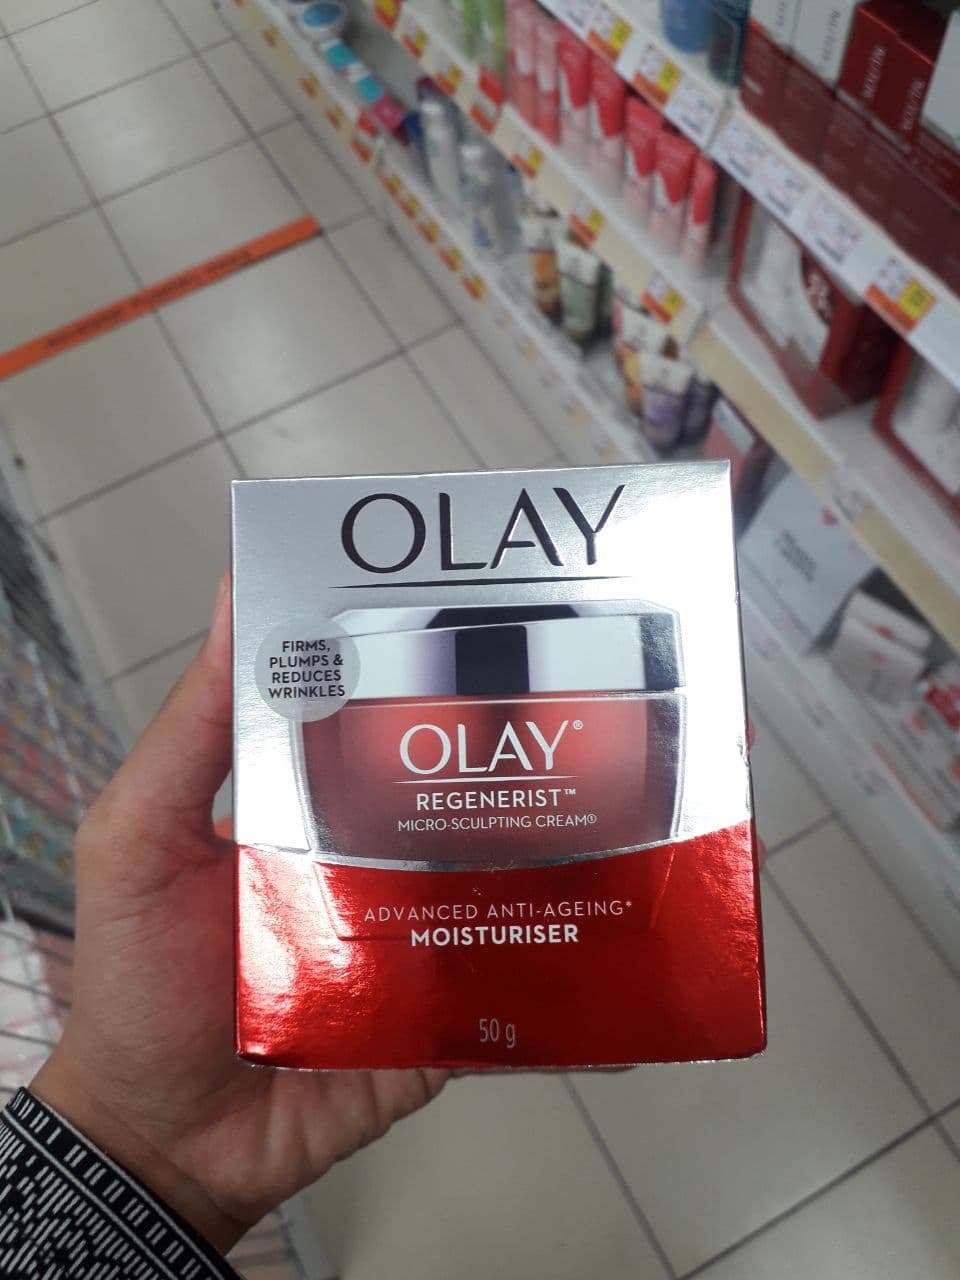 OLAY
FIRMS,
PLUMPS &
REDUCES
WRINKLES
OLAY®
REGENERIST™
MICRO-SCULPTING CREAM®
ADVANCED ANTI-AGEING*
MOISTURISER
50 g